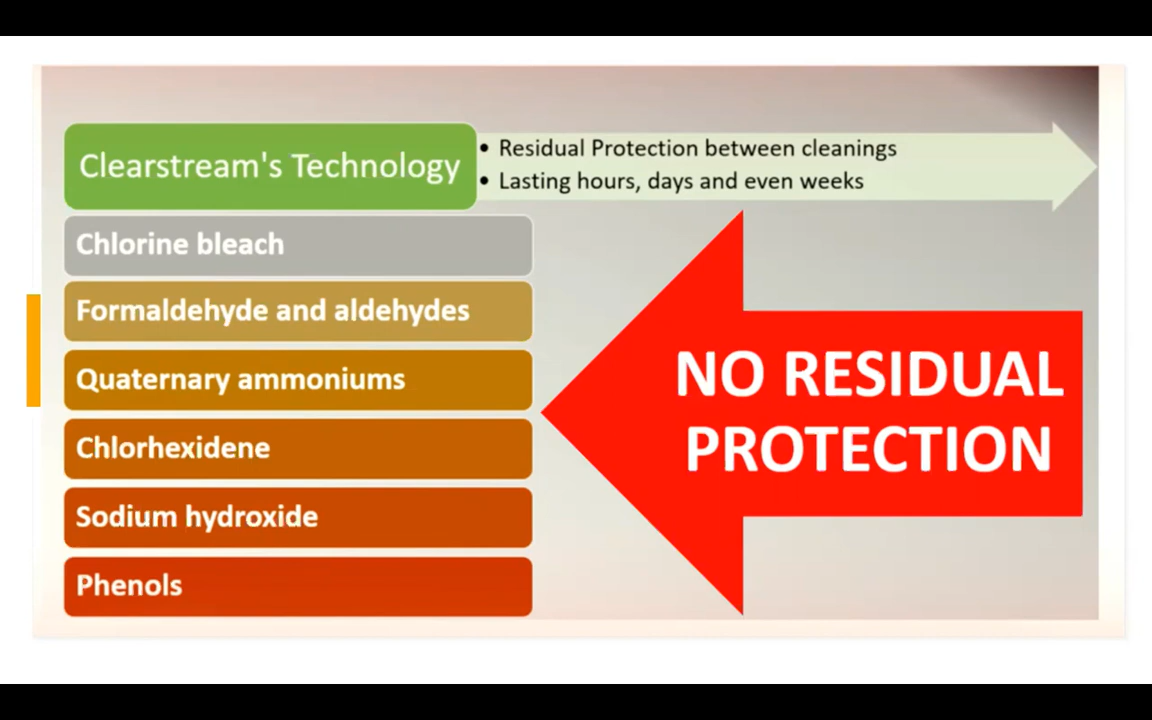 Clearstream's Technology
• Residual Protection between cleanings
• Lasting hours, days and even weeks
Chlorine bleach
Formaldehyde and aldehydes
Quaternary ammoniums
Chlorhexidene
Sodium hydroxide
Phenols
NO RESIDUAL
PROTECTION